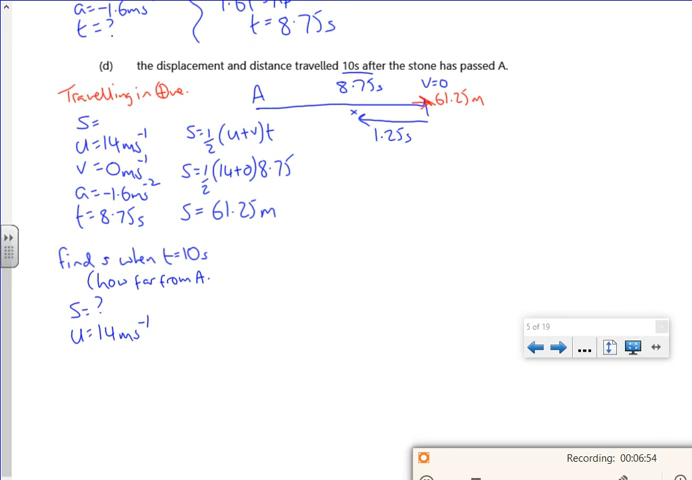 a=-1.6ms
t=?
t=8.75s
(d) the displacement and distance travelled 10s after the stone has passed A.
Travelling in ⊕ve.
A
8.75s
V=0
61.25m
x
1.25s
S=
u=14ms⁻¹
V=0ms⁻¹
a=-1.6ms⁻²
t=8.75s
S=½(u+v)t
S=½(14+0)8.75
S=61.25m
find s when t=10s
(how far from A.
S=?
u=14ms⁻¹
5 of 19
Recording: 00:06:54